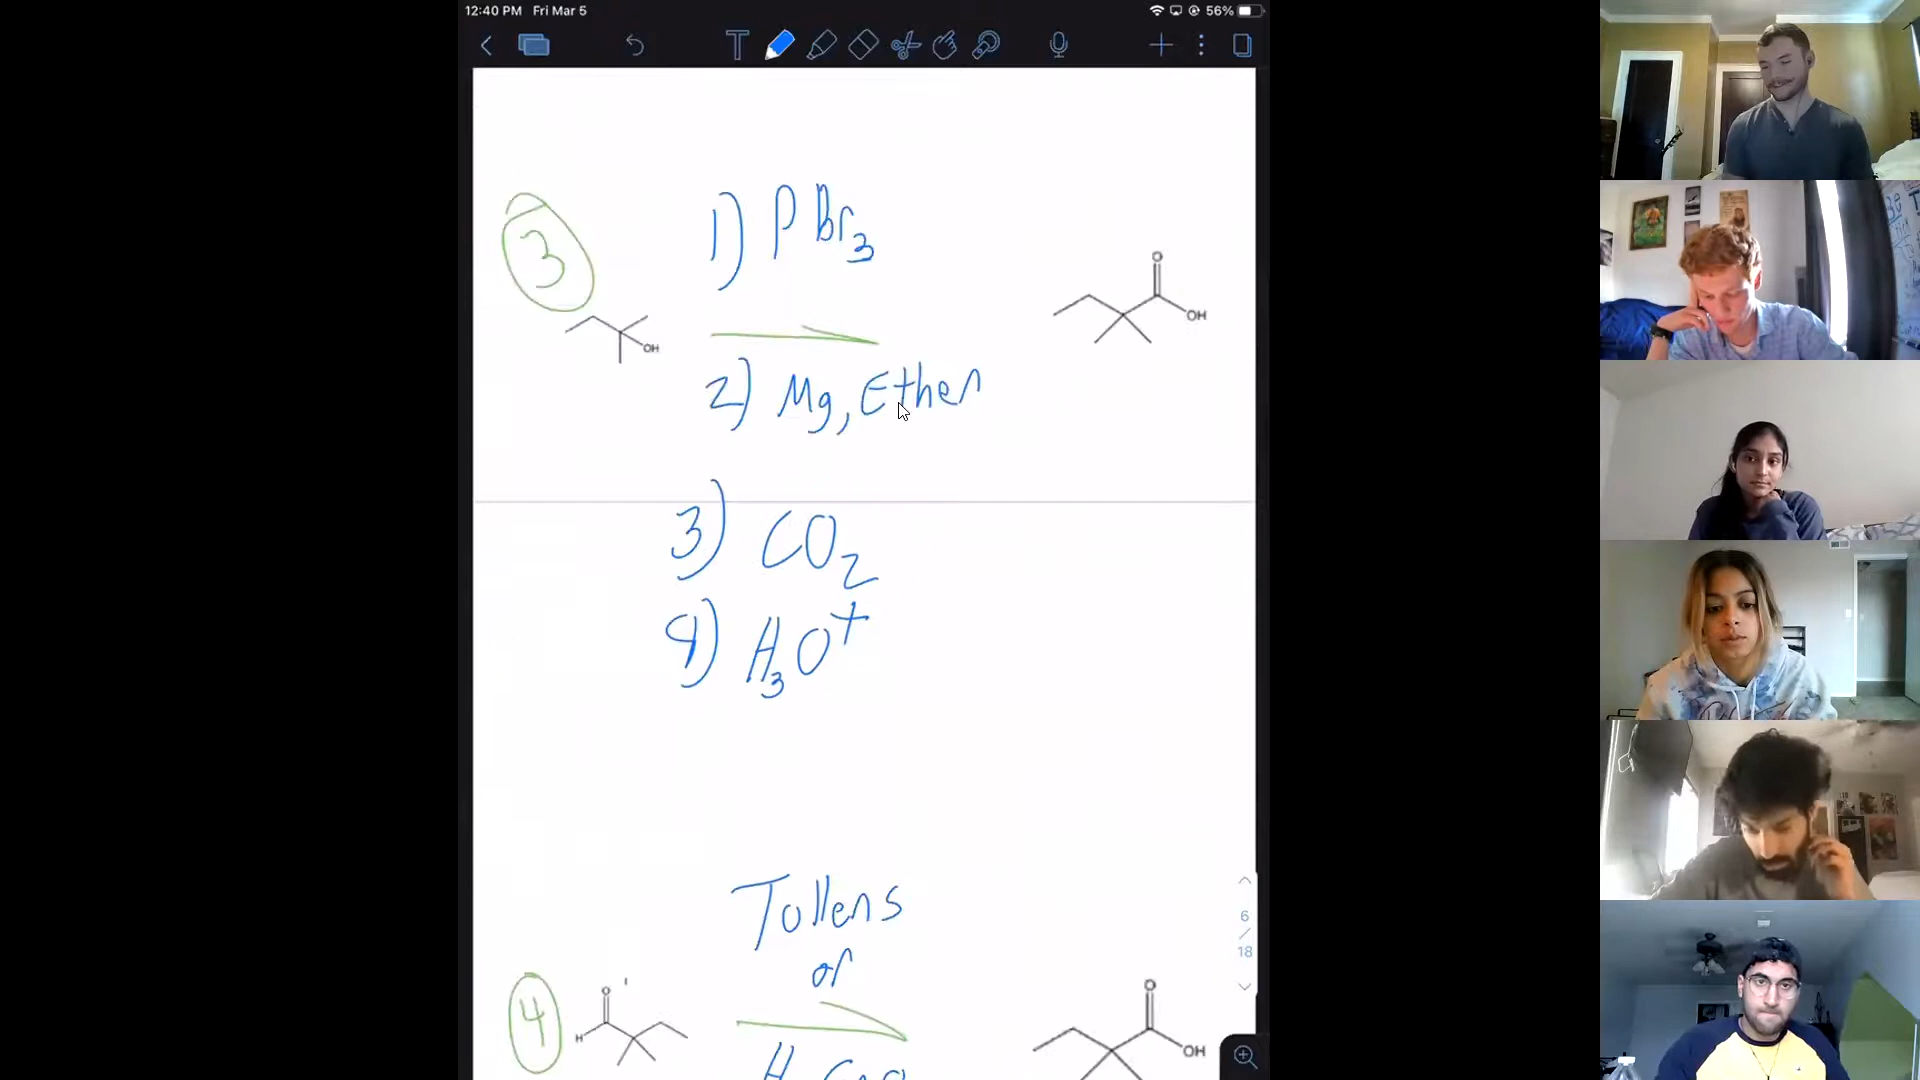 12:40 PM Fri Mar 5
56%
3
1) PBr3
O
OH
OH
2) Mg, Ether
3) CO2
4) H3O+
Tollens
or
6
/
18
4
O
H
O
OH